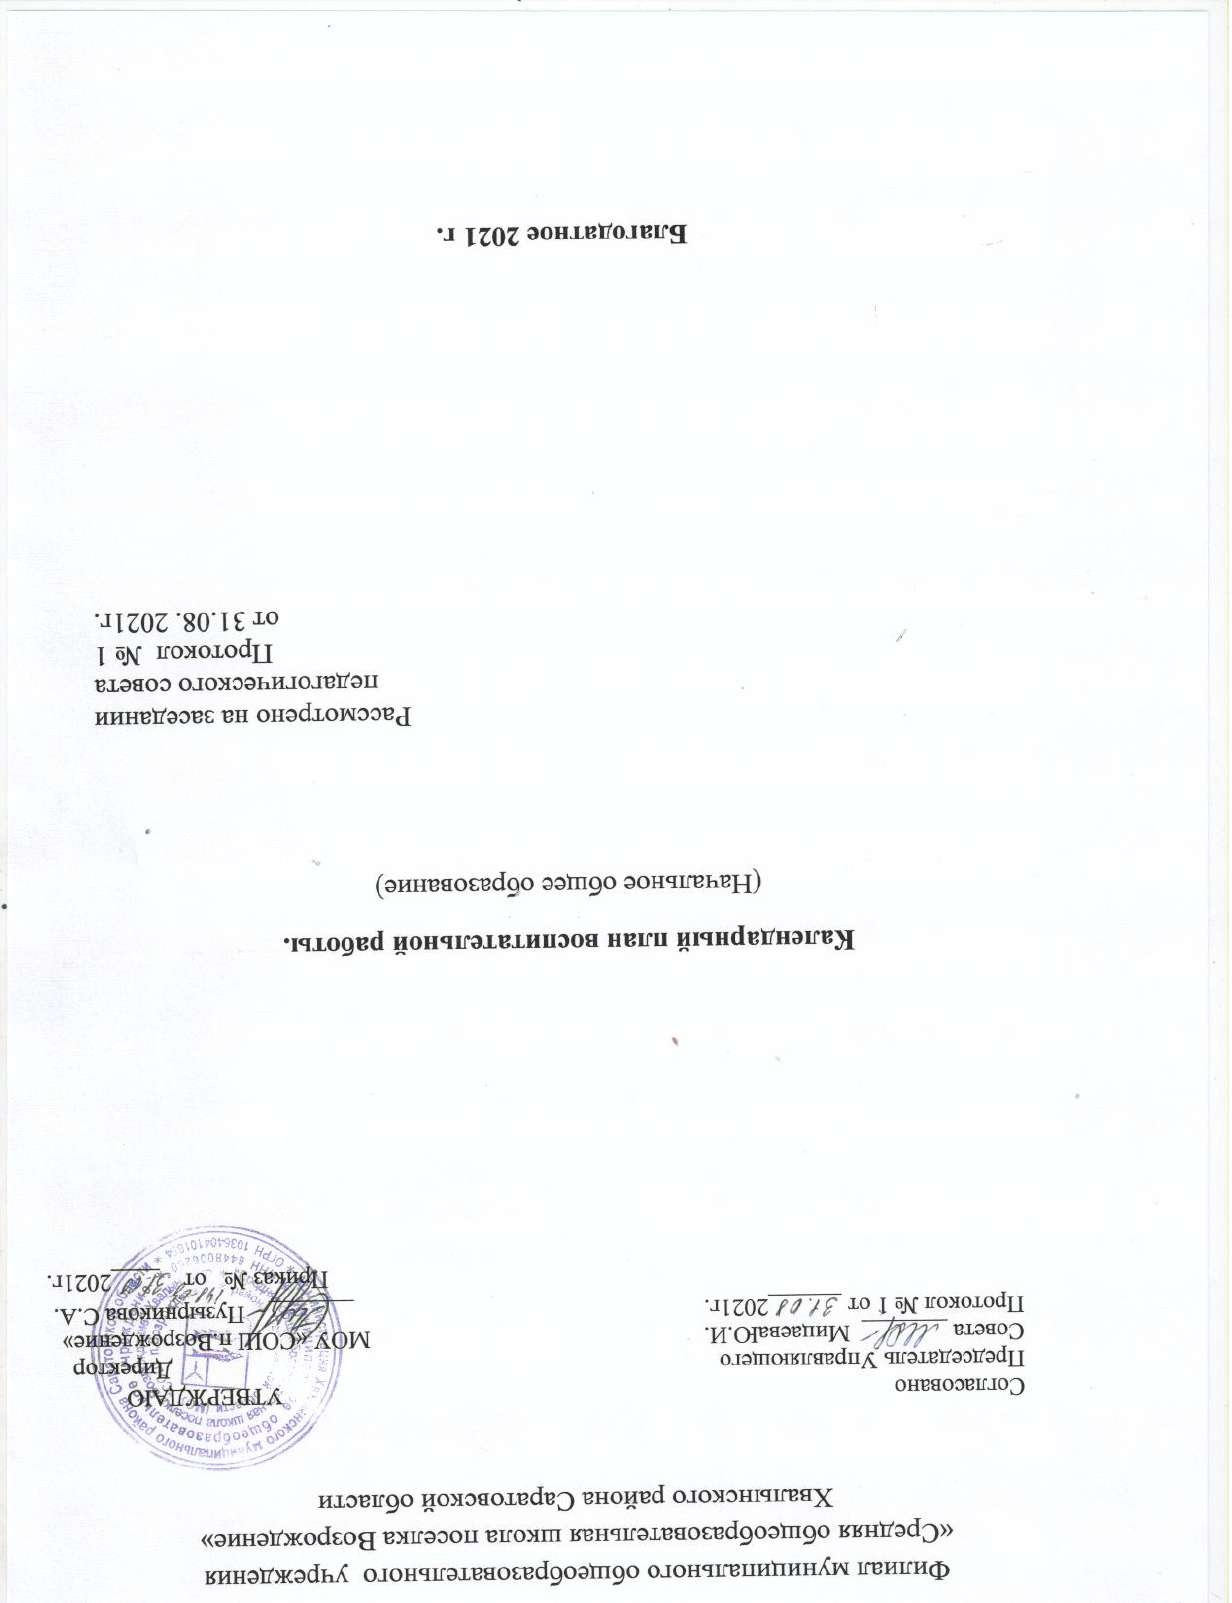 Филиал муниципального общеобразовательного учреждения
«Средняя общеобразовательная школа поселка Возрождение»
Хвалынского района Саратовской области
Согласовано
Председатель Управляющего
Совета ________ МицаеваЮ.И.
Протокол № 1 от 31.08 2021г.
УТВЕРЖДАЮ
Директор
МОУ «СОШ п.Возрождение»
________ Пузырникова С.А.
Приказ № от 2021г.
Календарный план воспитательной работы.
(Начальное общее образование)
Рассмотрено на заседании
педагогического совета
Протокол № 1
от 31.08. 2021г.
Благодатное 2021 г.